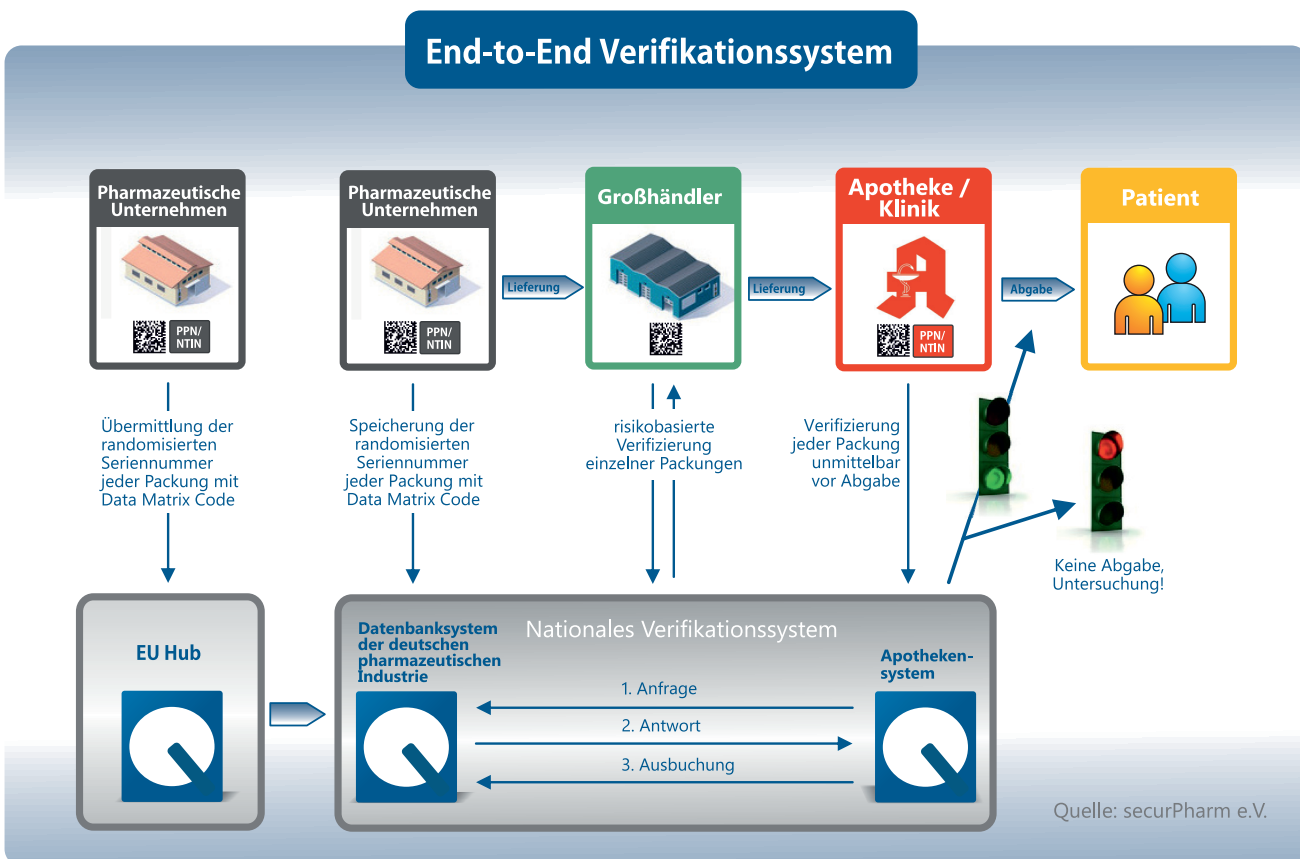 End-to-End Verifikationssystem
Pharmazeutische
Unternehmen
PPN/
NTIN
Pharmazeutische
Unternehmen
PPN/
NTIN
Lieferung
Großhändler
Lieferung
Apotheke /
Klinik
PPN/
NTIN
Abgabe
Patient
Übermittlung der
randomisierten
Seriennummer
jeder Packung mit
Data Matrix Code
Speicherung der
randomisierten
Seriennummer
jeder Packung mit
Data Matrix Code
risikobasierte
Verifizierung
einzelner Packungen
Verifizierung
jeder Packung
unmittelbar
vor Abgabe
Keine Abgabe,
Untersuchung!
EU Hub
Nationales Verifikationssystem
Datenbanksystem
der deutschen
pharmazeutischen
Industrie
1. Anfrage
2. Antwort
3. Ausbuchung
Apotheken-
system
Quelle: securPharm e.V.